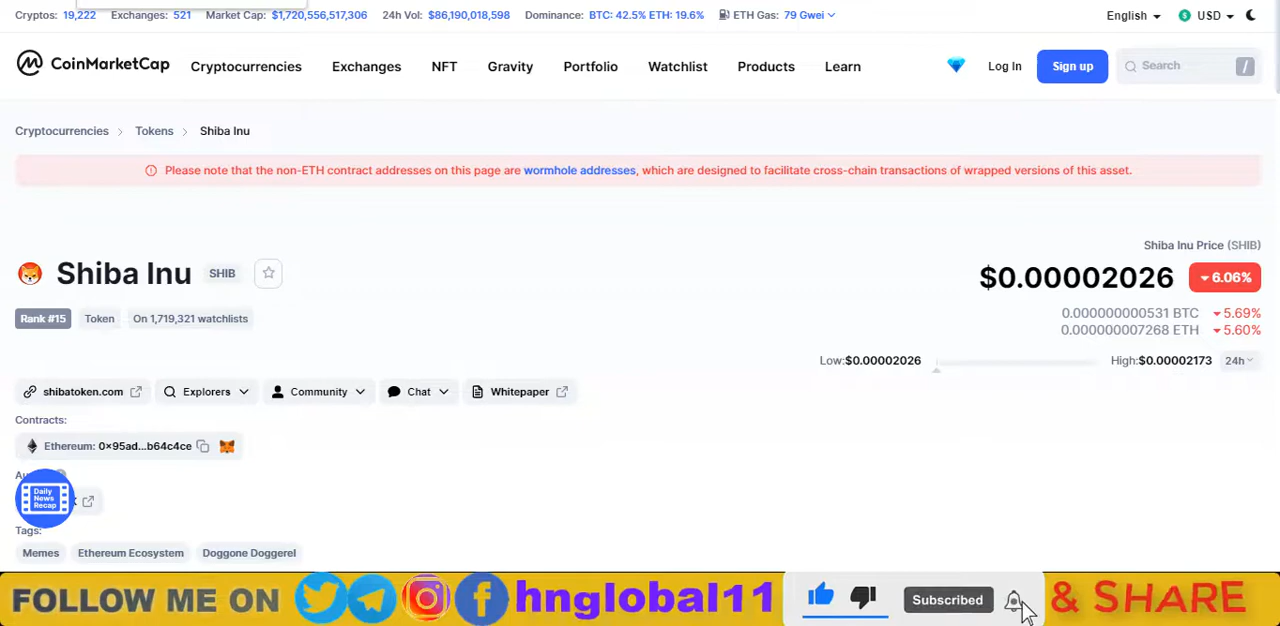 Cryptos: 19,222 Exchanges: 521 Market Cap: $1,720,556,517,306 24h Vol: $86,190,018,598 Dominance: BTC: 42.5% ETH: 19.6% ETH Gas: 79 Gwei English USD
CoinMarketCap Cryptocurrencies Exchanges NFT Gravity Portfolio Watchlist Products Learn Log In Sign up Search /
Cryptocurrencies > Tokens > Shiba Inu
Please note that the non-ETH contract addresses on this page are wormhole addresses, which are designed to facilitate cross-chain transactions of wrapped versions of this asset.
Shiba Inu Price (SHIB)
Shiba Inu SHIB $0.00002026 6.06%
0.000000000531 BTC 5.69%
Rank #15 Token On 1,719,321 watchlists
0.000000007268 ETH 5.60%
Low:$0.00002026 High:$0.00002173 24h
shibatoken.com Explorers Community Chat Whitepaper
Contracts:
Ethereum: 0x95ad...b64c4ce
Daily
News
Recap
Tags:
Memes Ethereum Ecosystem Doggone Doggerel
FOLLOW ME ON hnglobal11 Subscribed & SHARE